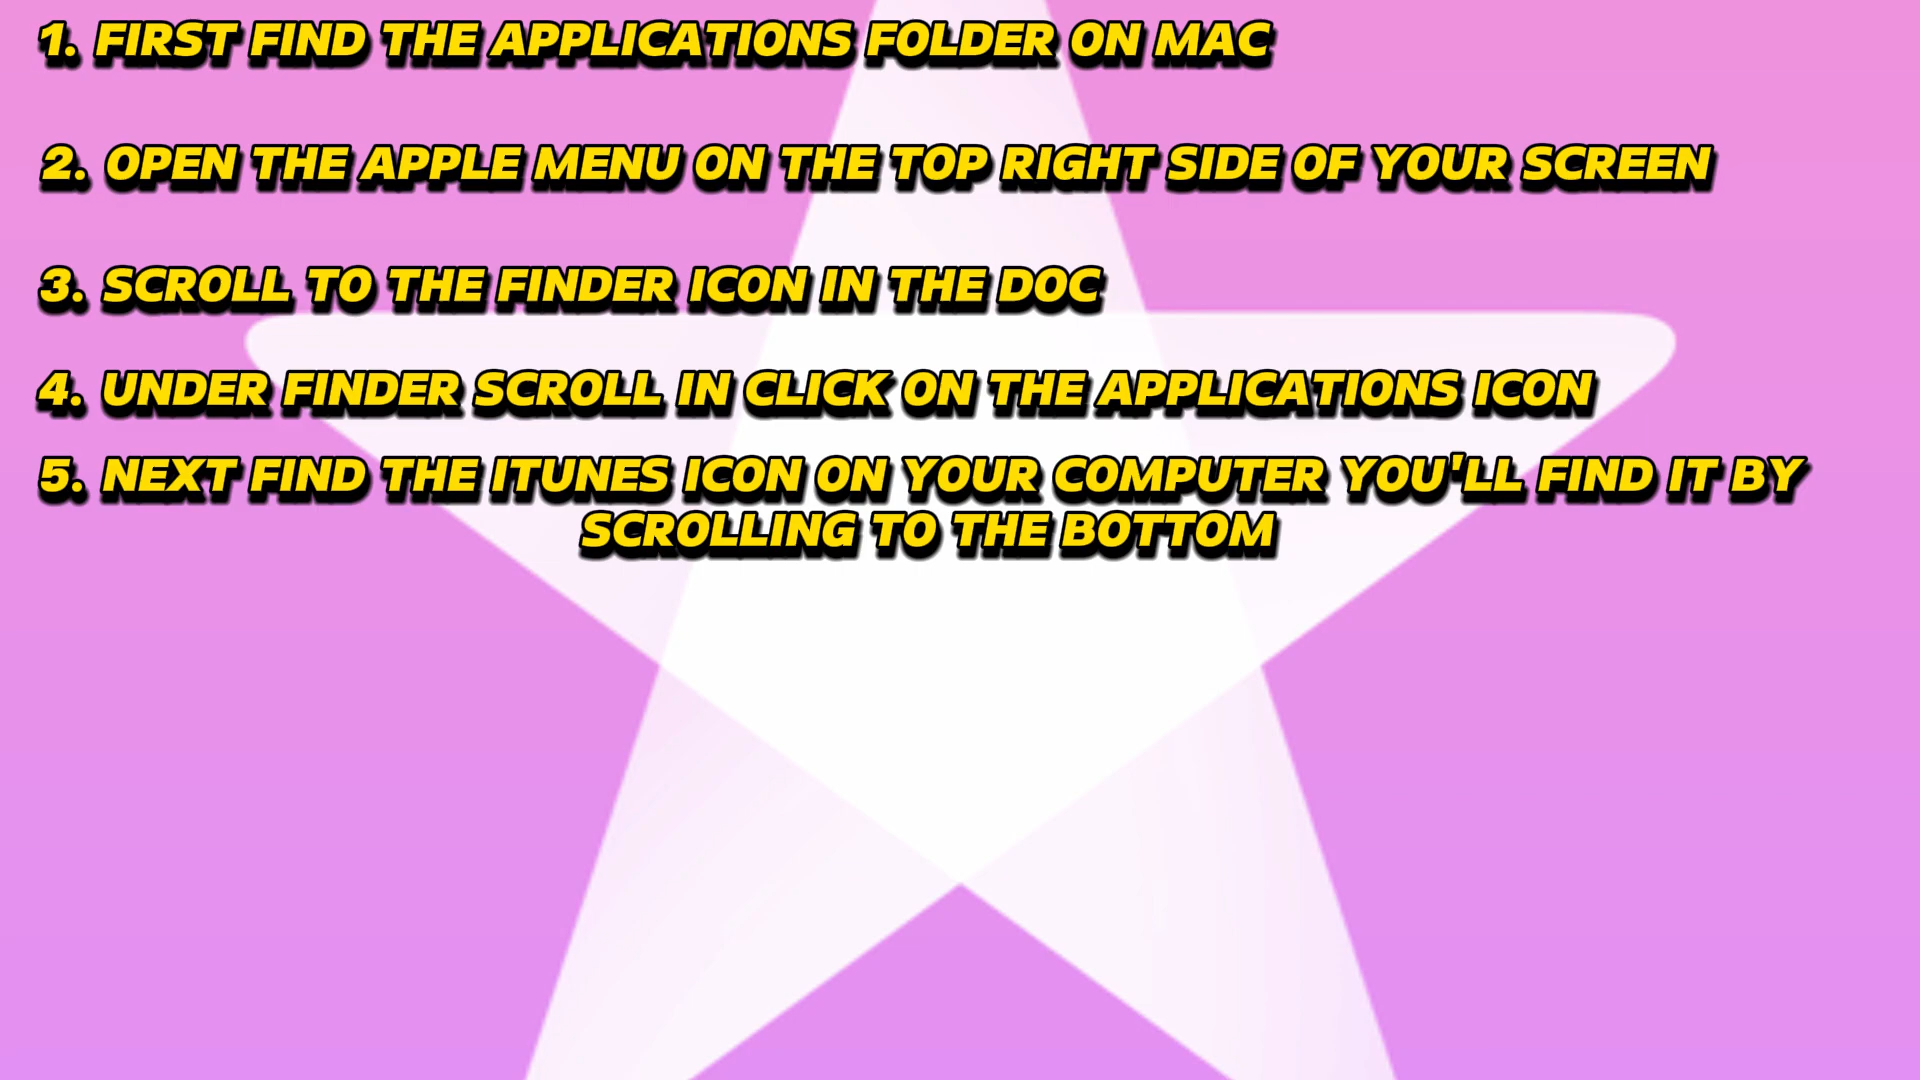 1. FIRST FIND THE APPLICATIONS FOLDER ON MAC
2. OPEN THE APPLE MENU ON THE TOP RIGHT SIDE OF YOUR SCREEN
3. SCROLL TO THE FINDER ICON IN THE DOC
4. UNDER FINDER SCROLL IN CLICK ON THE APPLICATIONS ICON
5. NEXT FIND THE ITUNES ICON ON YOUR COMPUTER YOU'LL FIND IT BY
SCROLLING TO THE BOTTOM